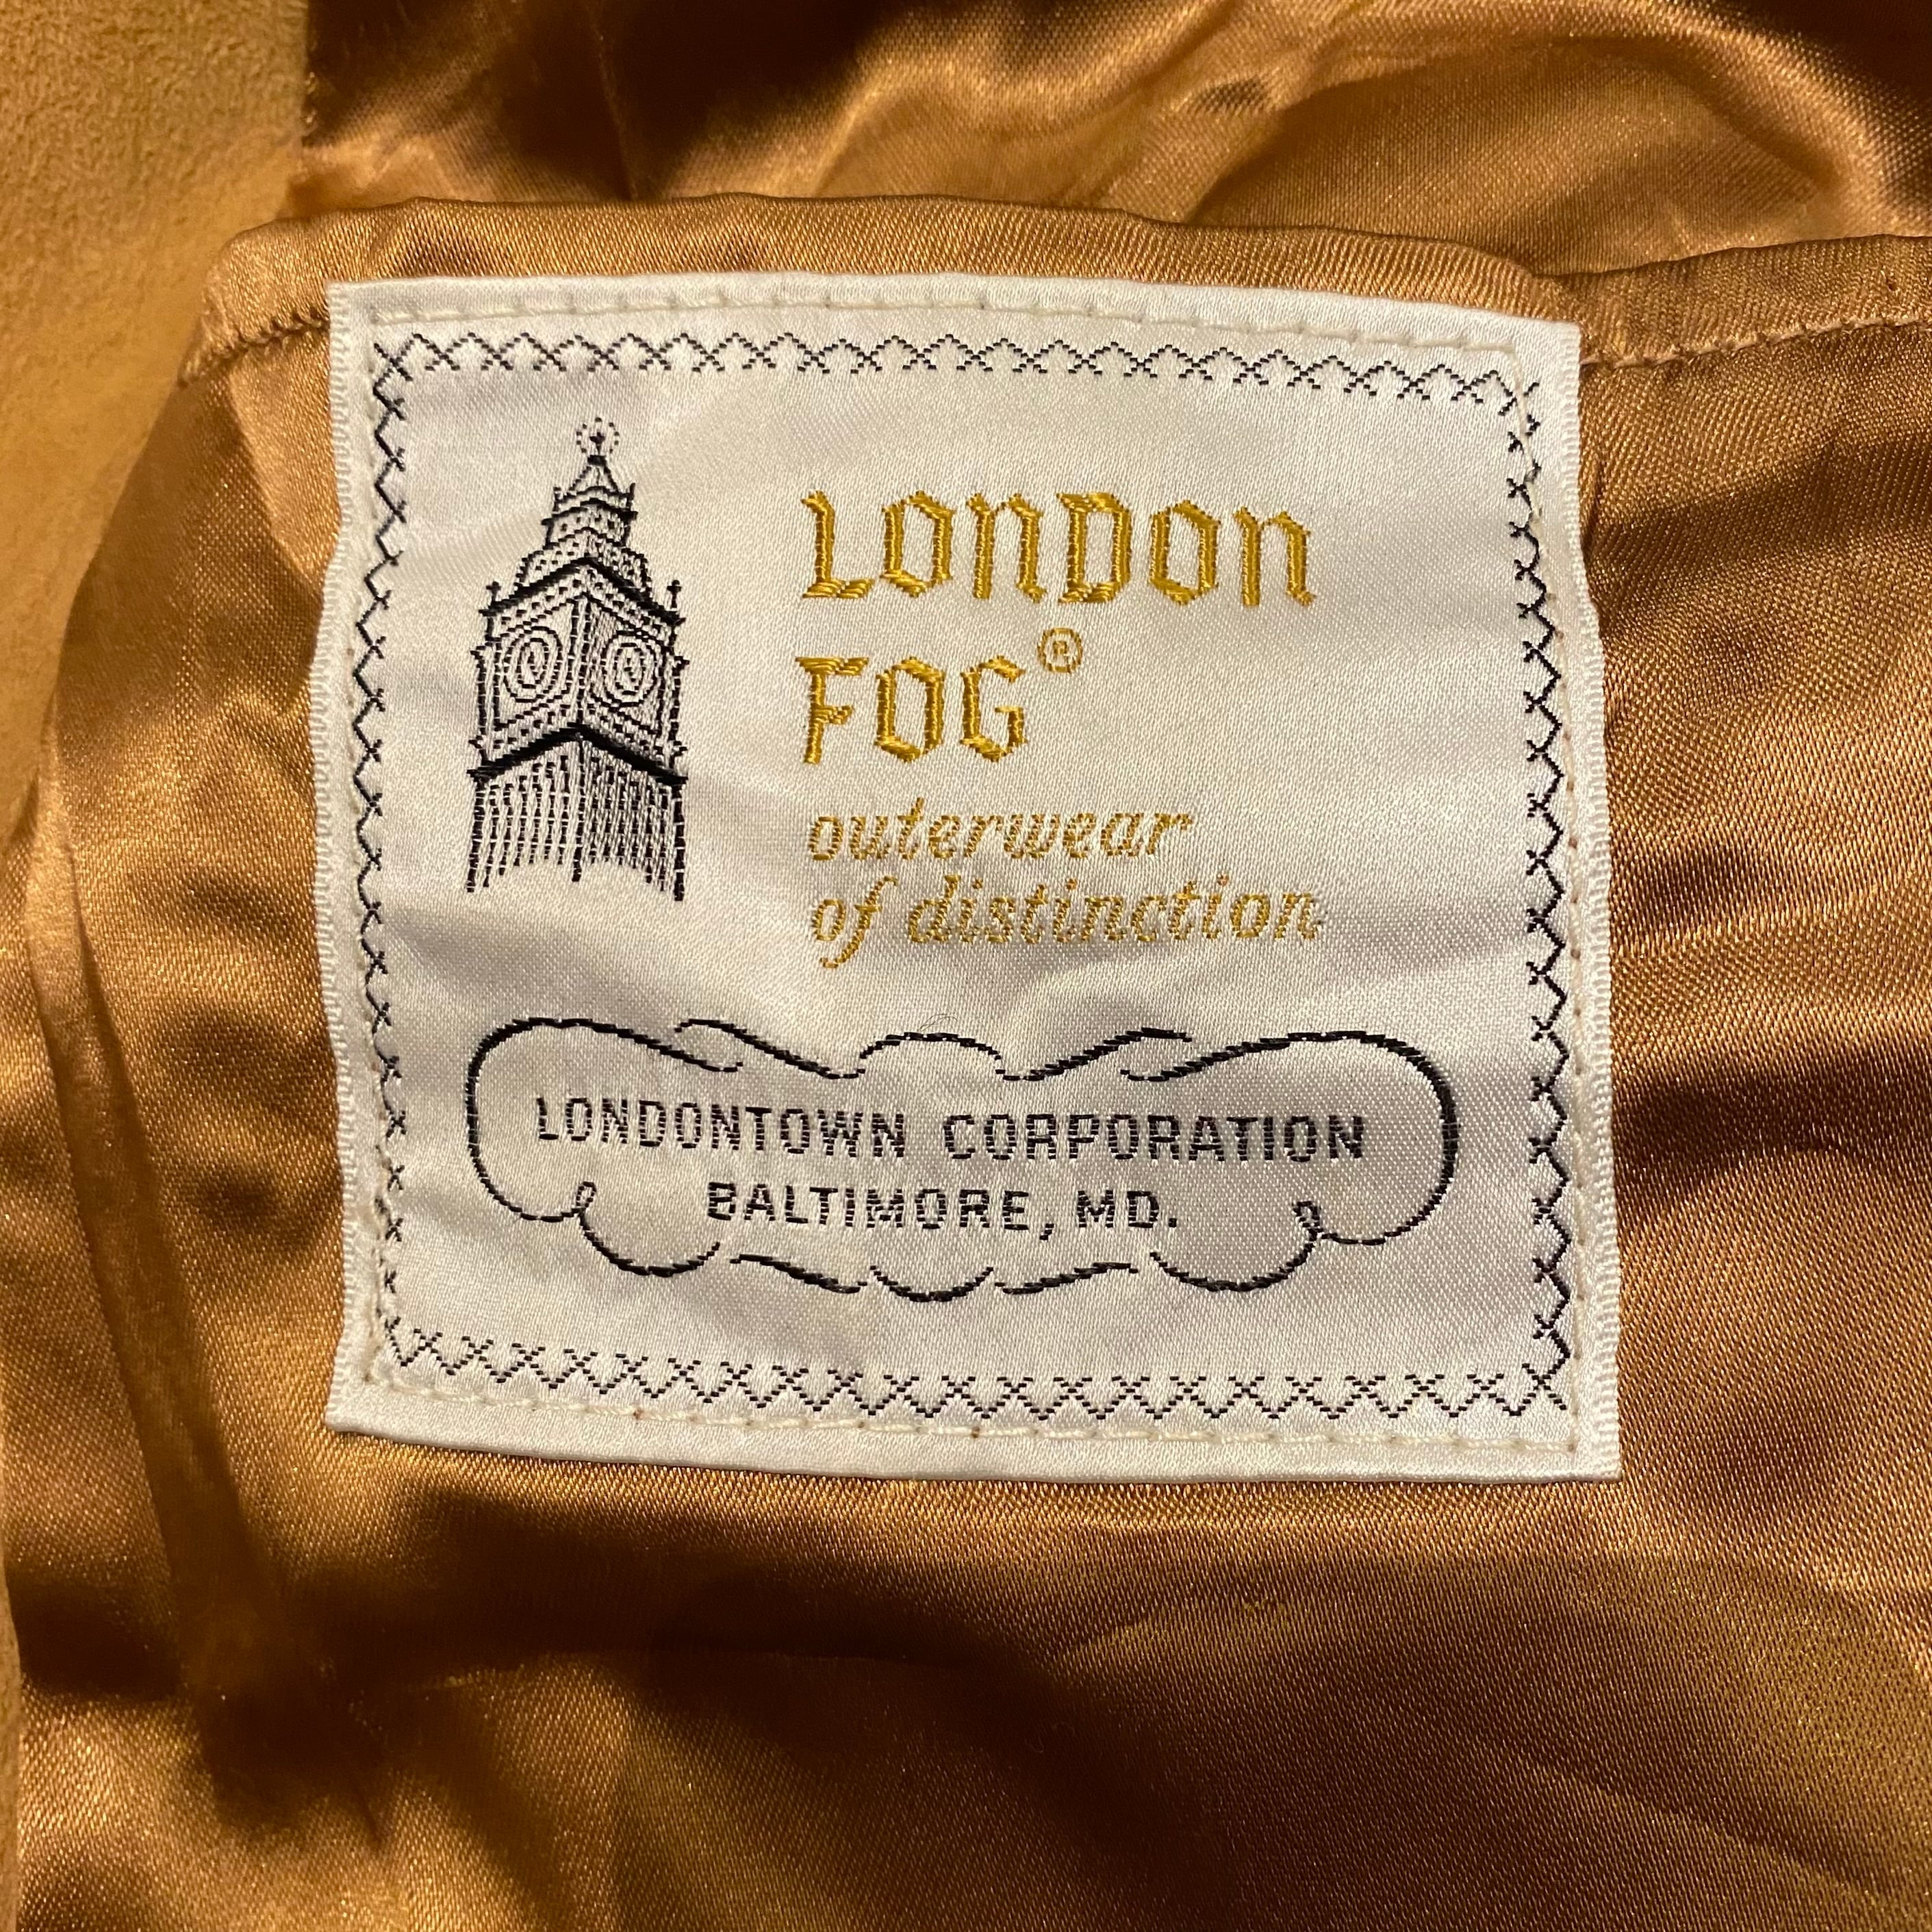 LONDON
FOG®
outerwear
of distinction
LONDONTOWN CORPORATION
BALTIMORE, MD.